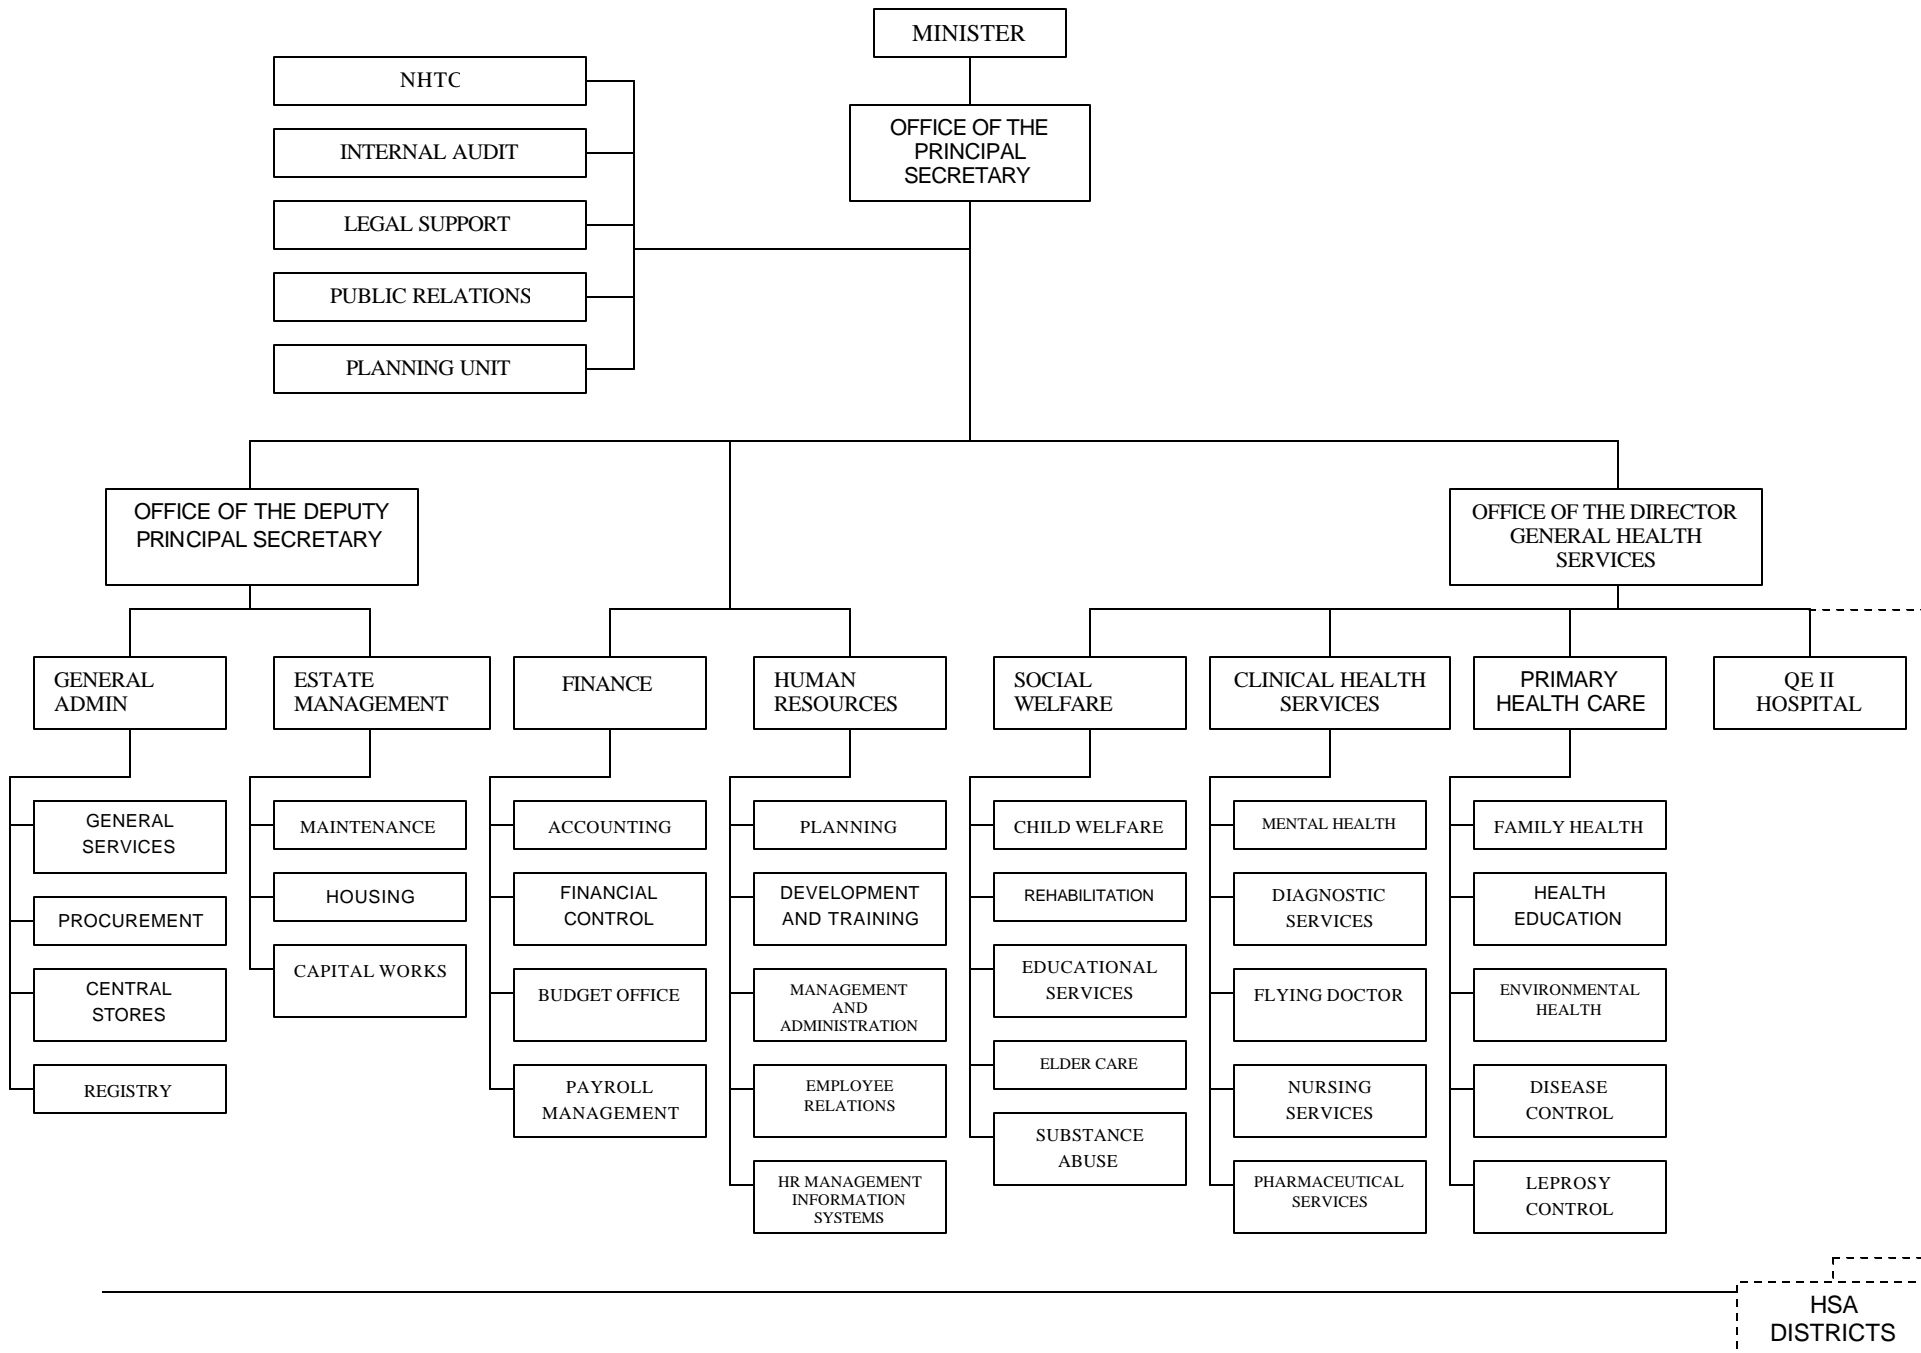 MINISTER
NHTC
OFFICE OF THE
PRINCIPAL
SECRETARY
INTERNAL AUDIT
LEGAL SUPPORT
PUBLIC RELATIONS
PLANNING UNIT
OFFICE OF THE DEPUTY
PRINCIPAL SECRETARY
OFFICE OF THE DIRECTOR
GENERAL HEALTH
SERVICES
GENERAL
ADMIN
ESTATE
MANAGEMENT
FINANCE
HUMAN
RESOURCES
SOCIAL
WELFARE
CLINICAL HEALTH
SERVICES
PRIMARY
HEALTH CARE
QE II
HOSPITAL
GENERAL
SERVICES
PROCUREMENT
CENTRAL
STORES
REGISTRY
MAINTENANCE
HOUSING
CAPITAL WORKS
ACCOUNTING
FINANCIAL
CONTROL
BUDGET OFFICE
PAYROLL
MANAGEMENT
PLANNING
DEVELOPMENT
AND TRAINING
MANAGEMENT
AND
ADMINISTRATION
EMPLOYEE
RELATIONS
HR MANAGEMENT
INFORMATION
SYSTEMS
CHILD WELFARE
REHABILITATION
EDUCATIONAL
SERVICES
ELDER CARE
SUBSTANCE
ABUSE
MENTAL HEALTH
DIAGNOSTIC
SERVICES
FLYING DOCTOR
NURSING
SERVICES
PHARMACEUTICAL
SERVICES
FAMILY HEALTH
HEALTH
EDUCATION
ENVIRONMENTAL
HEALTH
DISEASE
CONTROL
LEPROSY
CONTROL
HSA
DISTRICTS